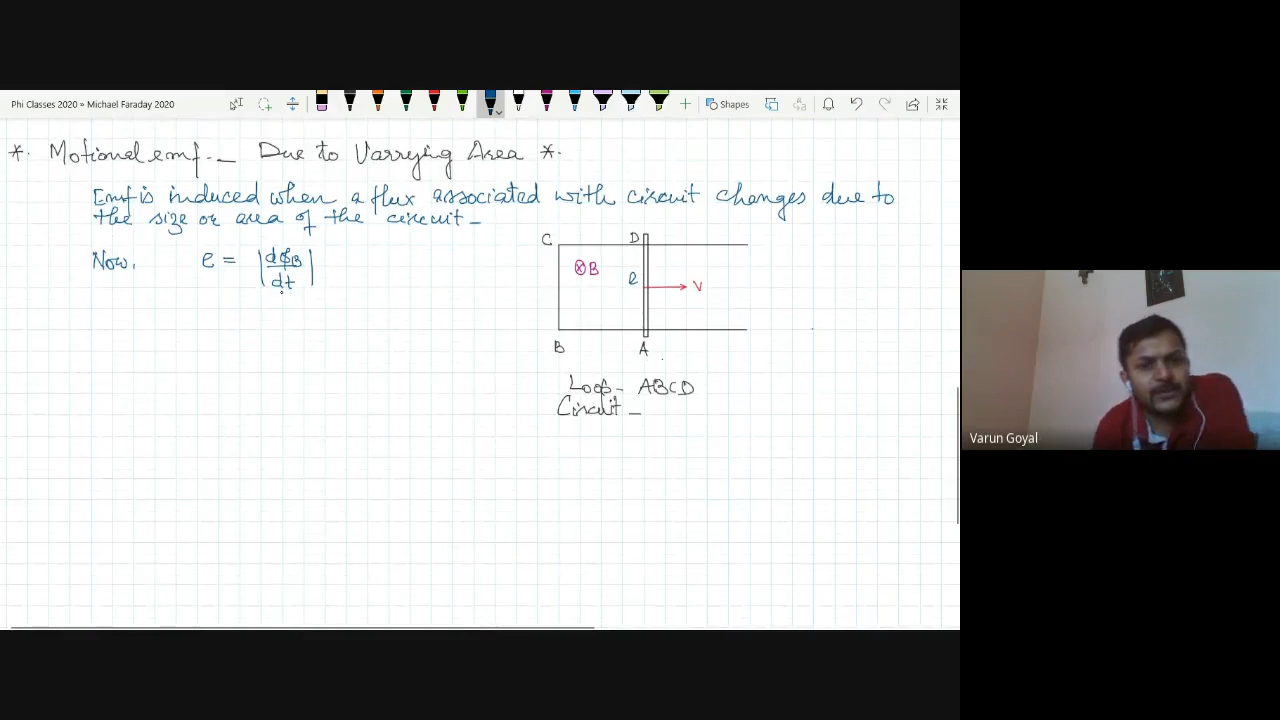 Phi Classes 2020 » Michael Faraday 2020
Shapes
*. Motional emf._ Due to Varrying Area *.
Emf is induced when a flux associated with circuit changes due to
the size or area of the circuit _
Now, e = |dϕB/dt|
C D
⊗B
l
V
B A
Loop - ABCD
Circuit _
Varun Goyal